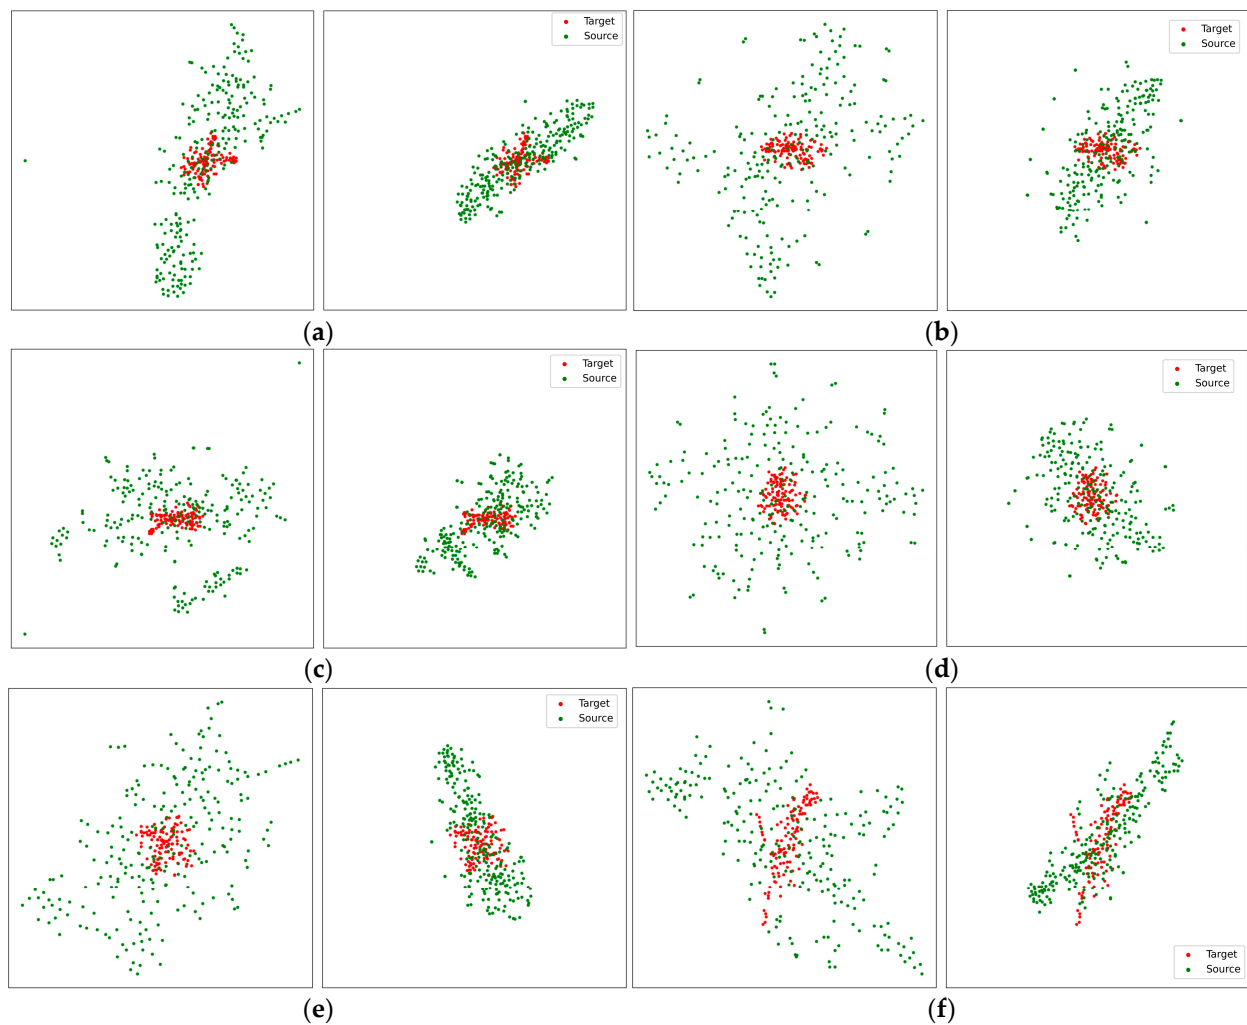 Target
Source
Target
Source
(a)
(b)
Target
Source
Target
Source
(c)
(d)
Target
Source
Target
Source
(e)
(f)